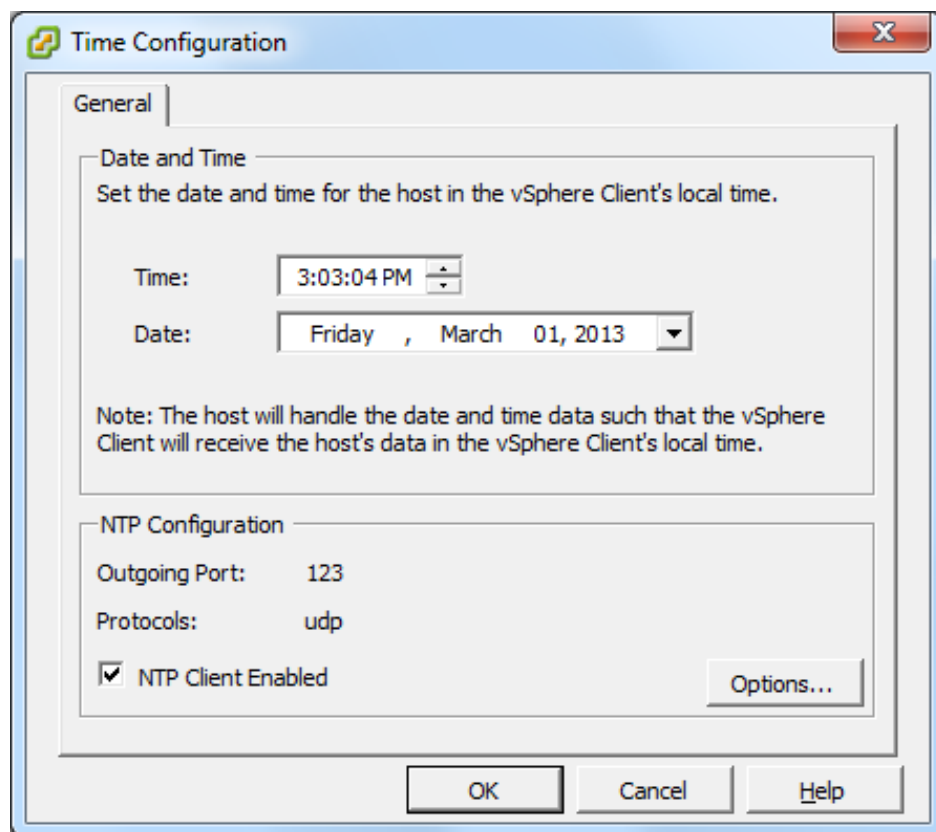 Time Configuration
General
Date and Time
Set the date and time for the host in the vSphere Client's local time.
Time: 3:03:04 PM
Date: Friday , March 01, 2013
Note: The host will handle the date and time data such that the vSphere
Client will receive the host's data in the vSphere Client's local time.
NTP Configuration
Outgoing Port: 123
Protocols: udp
NTP Client Enabled
Options...
OK Cancel Help